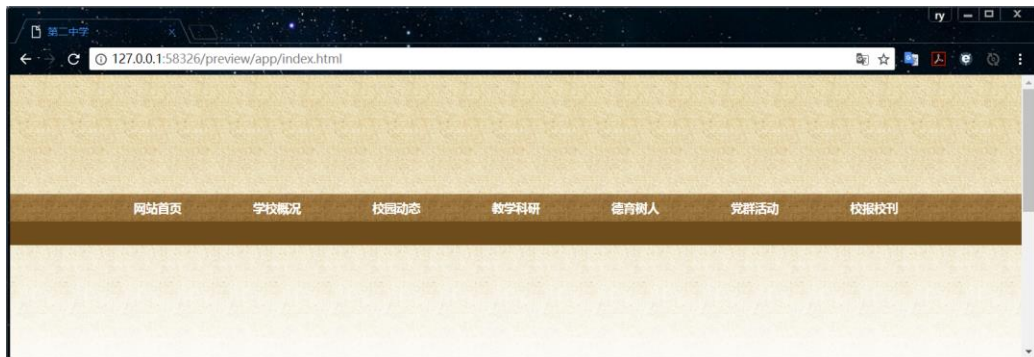 ry
第二中学
127.0.0.1:58326/preview/app/index.html
网站首页 学校概况 校园动态 教学科研 德育树人 党群活动 校报校刊